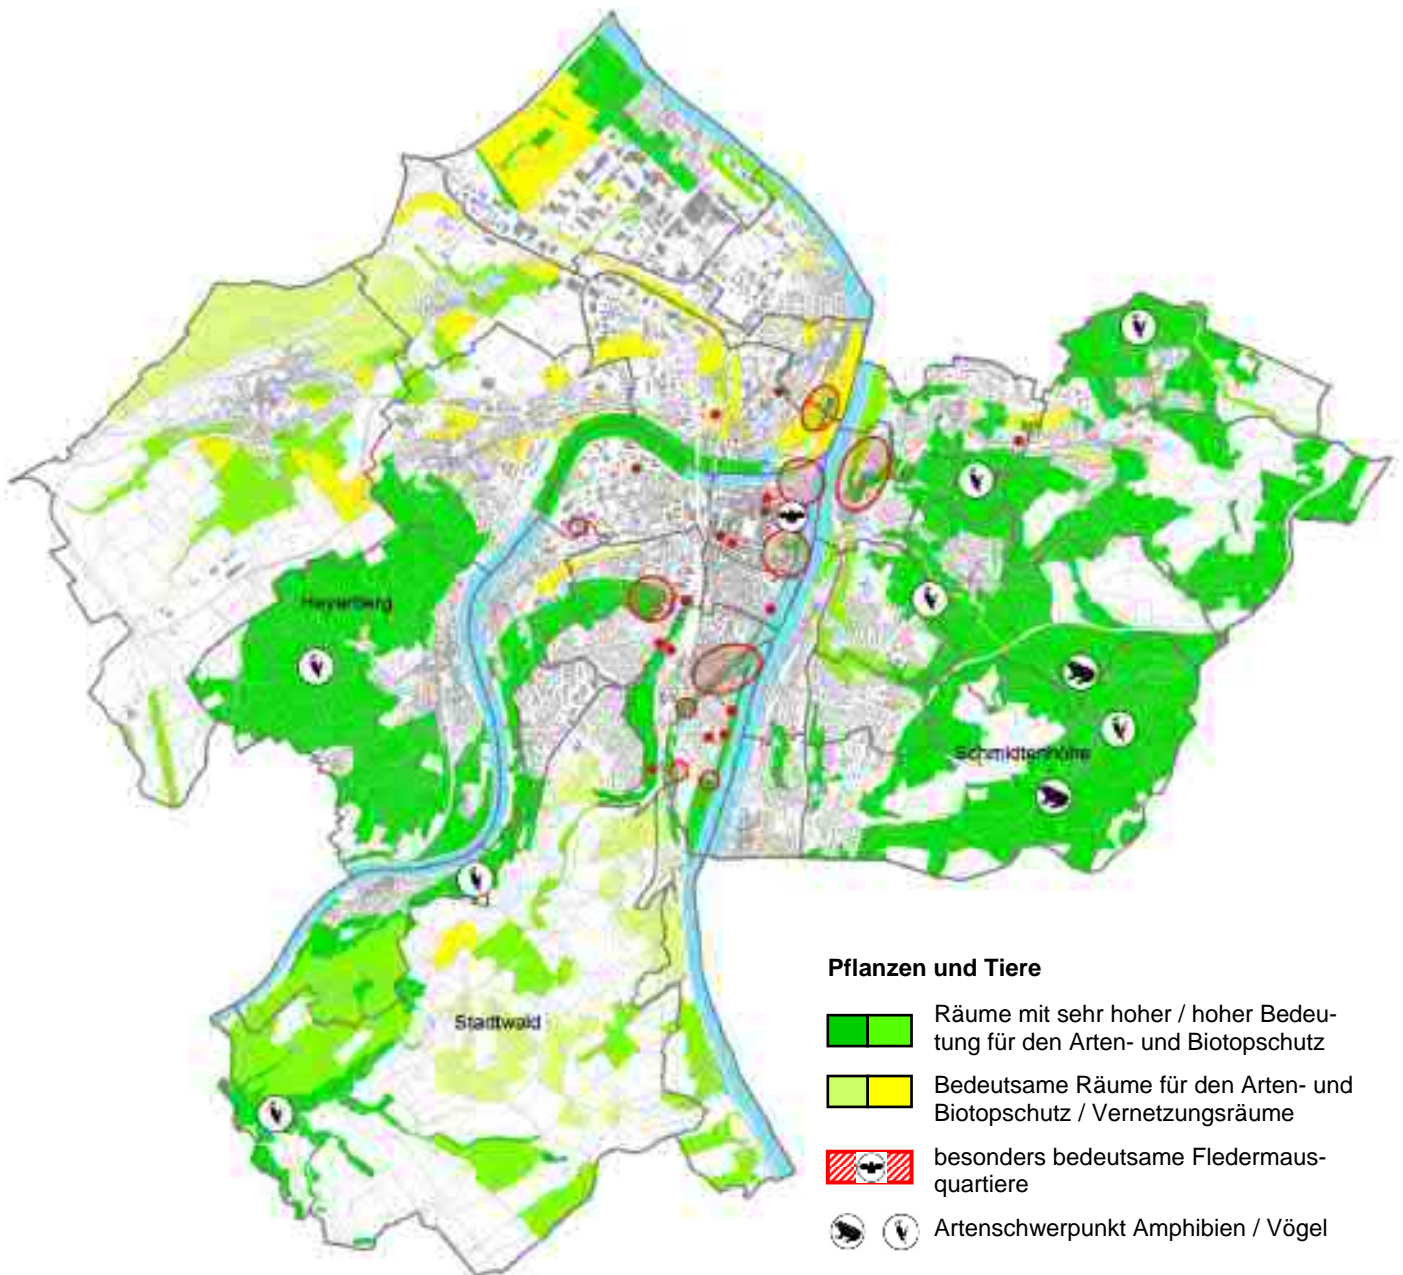 Heyerberg
Schmidtenhöhe
Stadtwald
Pflanzen und Tiere
Räume mit sehr hoher / hoher Bedeu-
tung für den Arten- und Biotopschutz
Bedeutsame Räume für den Arten- und
Biotopschutz / Vernetzungsräume
besonders bedeutsame Fledermaus-
quartiere
Artenschwerpunkt Amphibien / Vögel